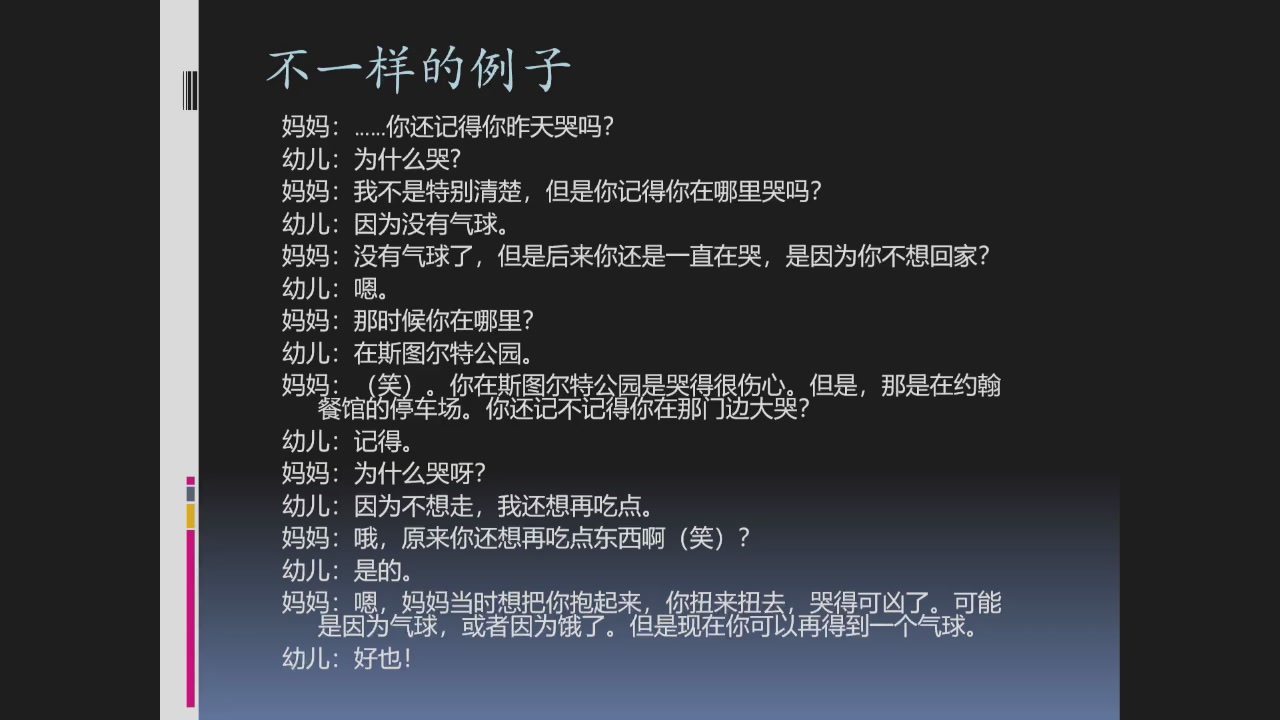 不一样的例子
妈妈：……你还记得你昨天哭吗？
幼儿：为什么哭？
妈妈：我不是特别清楚，但是你记得你在哪里哭吗？
幼儿：因为没有气球。
妈妈：没有气球了，但是后来你还是一直在哭，是因为你不想回家？
幼儿：嗯。
妈妈：那时候你在哪里？
幼儿：在斯图尔特公园。
妈妈：（笑）。你在斯图尔特公园是哭得很伤心。但是，那是在约翰
餐馆的停车场。你还记不记得你在那门边大哭？
幼儿：记得。
妈妈：为什么哭呀？
幼儿：因为不想走，我还想再吃点。
妈妈：哦，原来你还想再吃点东西啊（笑）？
幼儿：是的。
妈妈：嗯，妈妈当时想把你抱起来，你扭来扭去，哭得可凶了。可能
是因为气球，或者因为饿了。但是现在你可以再得到一个气球。
幼儿：好也！